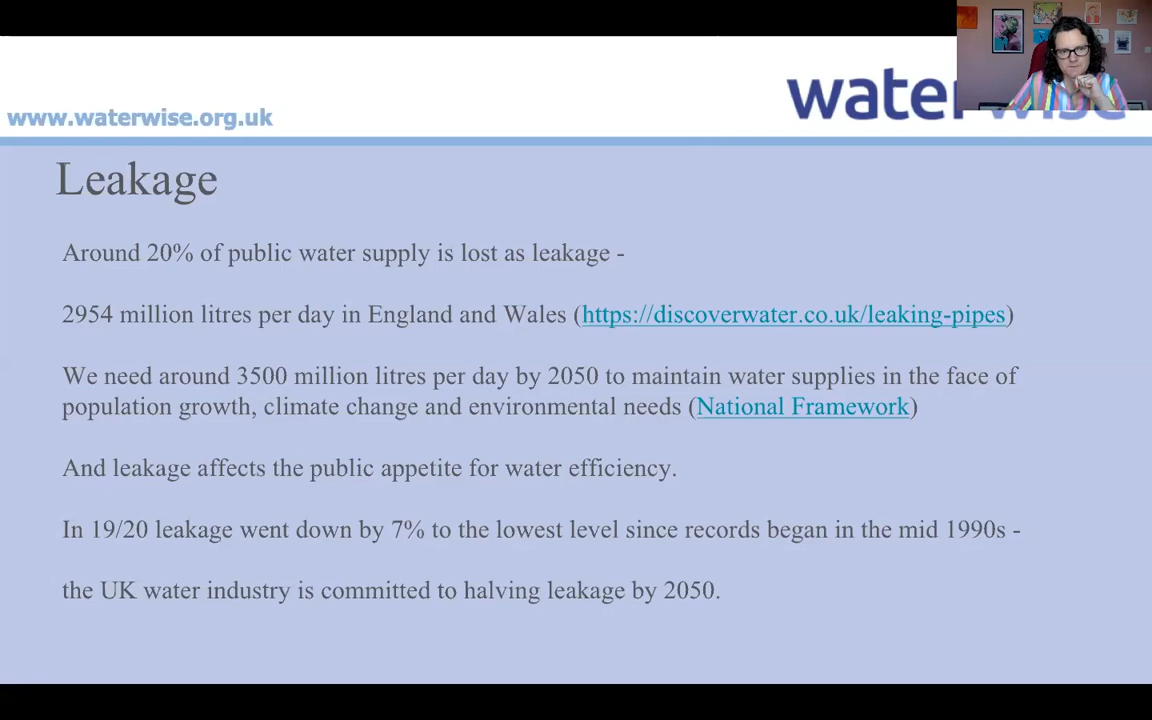 www.waterwise.org.uk
waterwise
Leakage
Around 20% of public water supply is lost as leakage -
2954 million litres per day in England and Wales (https://discoverwater.co.uk/leaking-pipes)
We need around 3500 million litres per day by 2050 to maintain water supplies in the face of
population growth, climate change and environmental needs (National Framework)
And leakage affects the public appetite for water efficiency.
In 19/20 leakage went down by 7% to the lowest level since records began in the mid 1990s -
the UK water industry is committed to halving leakage by 2050.